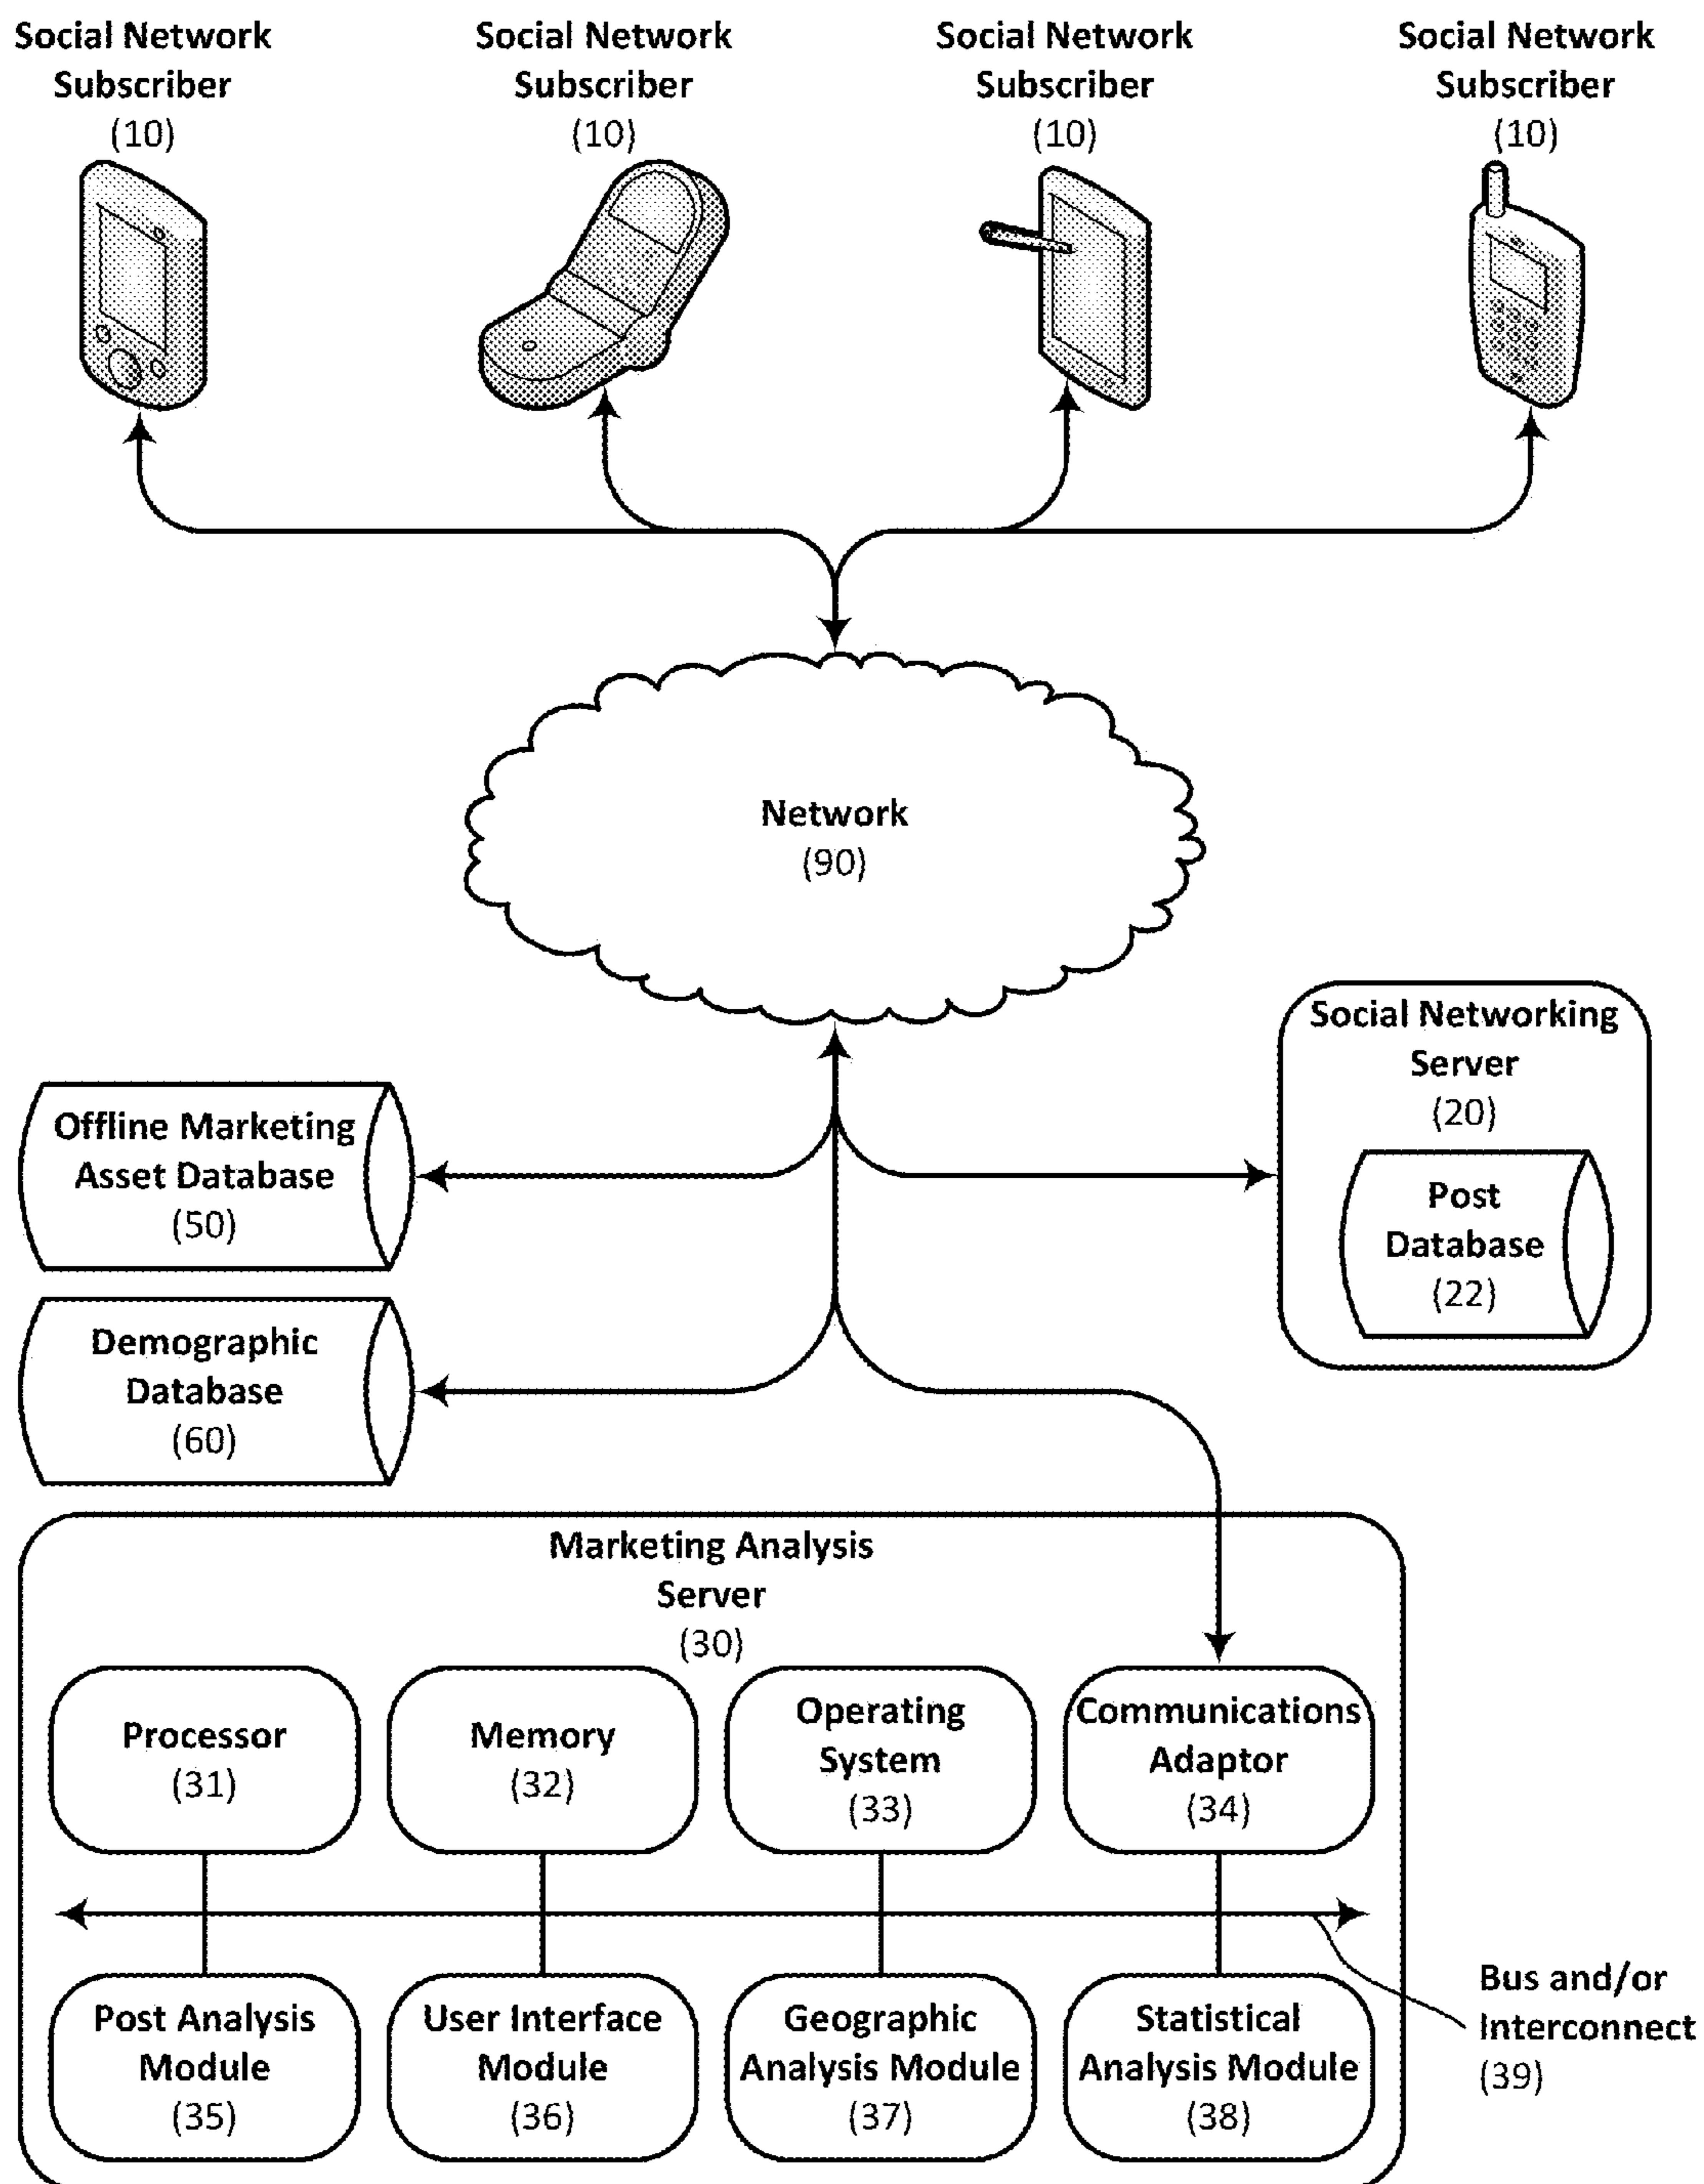 Social Network
Subscriber
(10)
Social Network
Subscriber
(10)
Social Network
Subscriber
(10)
Social Network
Subscriber
(10)
Network
(90)
Social Networking
Server
(20)
Post
Database
(22)
Offline Marketing
Asset Database
(50)
Demographic
Database
(60)
Marketing Analysis
Server
(30)
Processor
(31)
Memory
(32)
Operating
System
(33)
Communications
Adaptor
(34)
Post Analysis
Module
(35)
User Interface
Module
(36)
Geographic
Analysis Module
(37)
Statistical
Analysis Module
(38)
Bus and/or
Interconnect
(39)